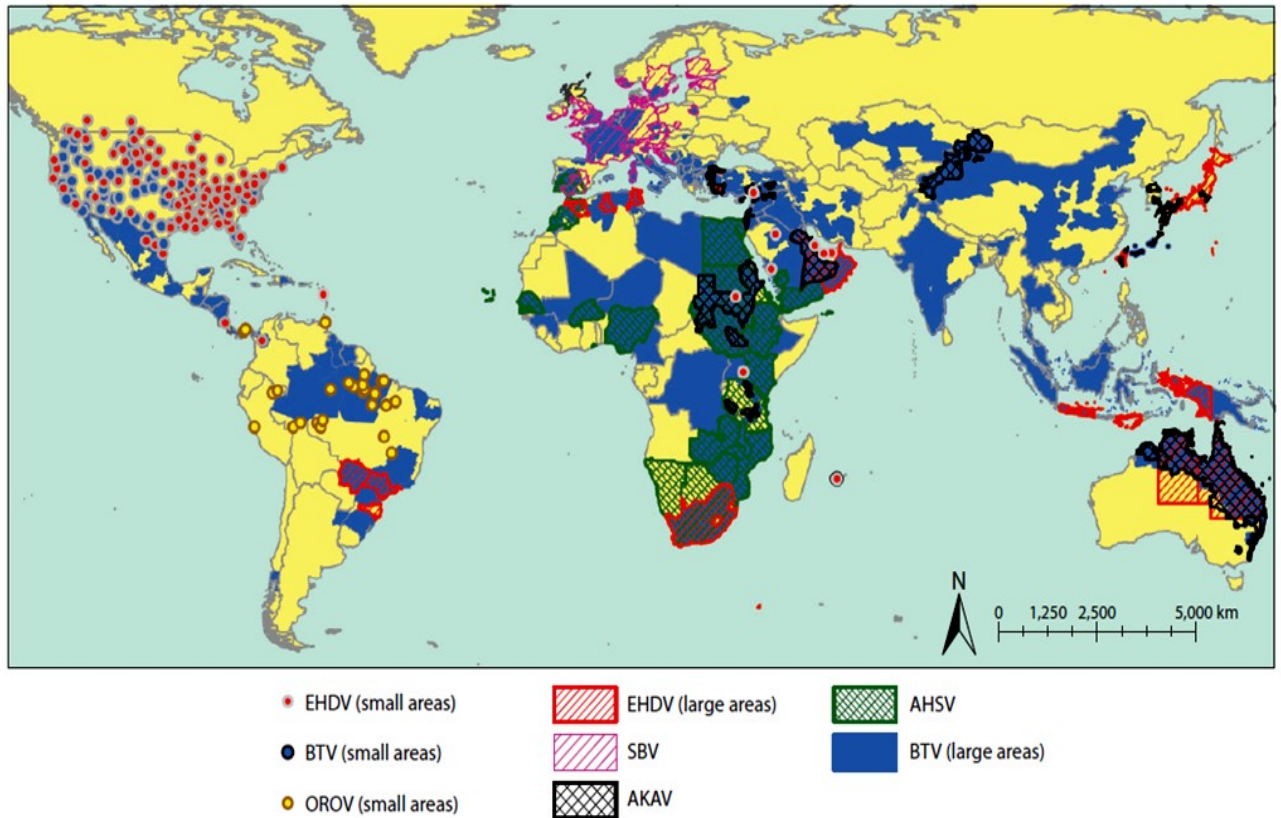 N
0 1,250 2,500 5,000 km
EHDV (small areas) EHDV (large areas) AHSV
BTV (small areas) SBV BTV (large areas)
OROV (small areas) AKAV